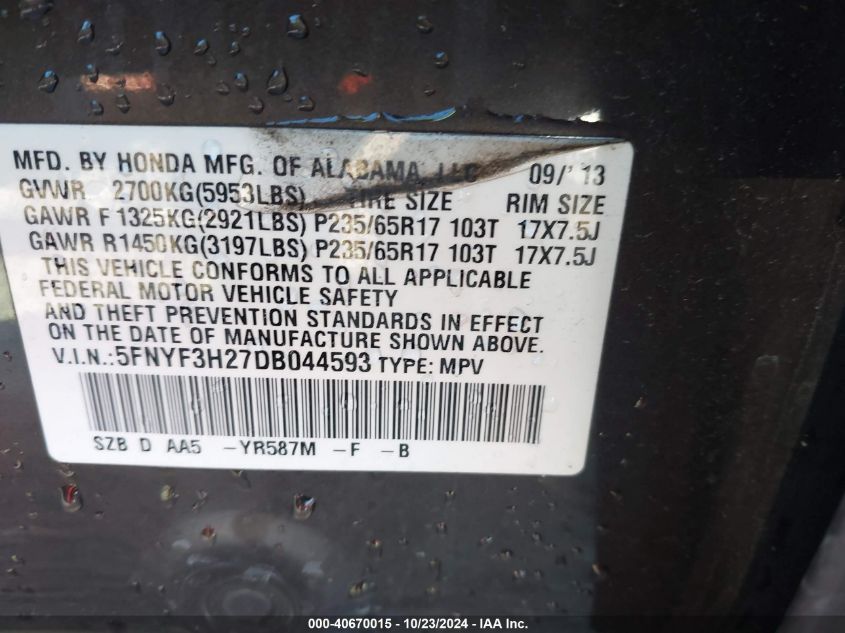 MFD. BY HONDA MFG. OF ALABAMA, LLC 09/'13
GVWR 2700KG(5953LBS) TIRE SIZE RIM SIZE
GAWR F1325KG(2921LBS) P235/65R17 103T 17X7.5J
GAWR R1450KG(3197LBS) P235/65R17 103T 17X7.5J
THIS VEHICLE CONFORMS TO ALL APPLICABLE
FEDERAL MOTOR VEHICLE SAFETY
AND THEFT PREVENTION STANDARDS IN EFFECT
ON THE DATE OF MANUFACTURE SHOWN ABOVE.
V.I.N.:5FNYF3H27DB044593 TYPE: MPV
SZB D AA5 -YR587M -F -B
000-40670015 - 10/23/2024 - IAA Inc.